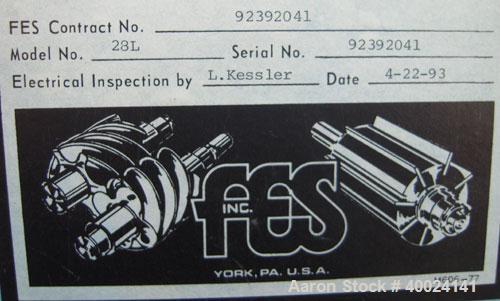 FES Contract No. 92392041
Model No. 28L Serial No. 92392041
Electrical Inspection by L.Kessler Date 4-22-93
FES
INC.
YORK, PA. U.S.A.
Aaron Stock # 40024141